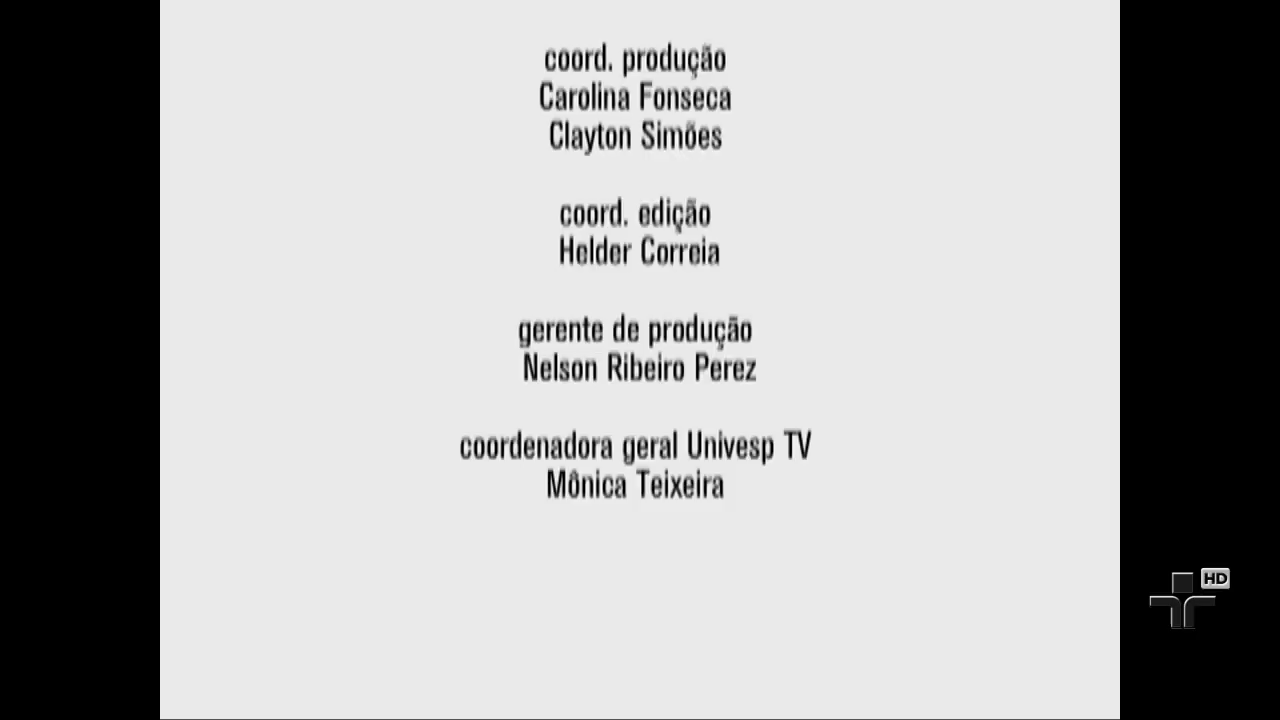 coord. produção
Carolina Fonseca
Clayton Simões
coord. edição
Helder Correia
gerente de produção
Nelson Ribeiro Perez
coordenadora geral Univesp TV
Mônica Teixeira
HD